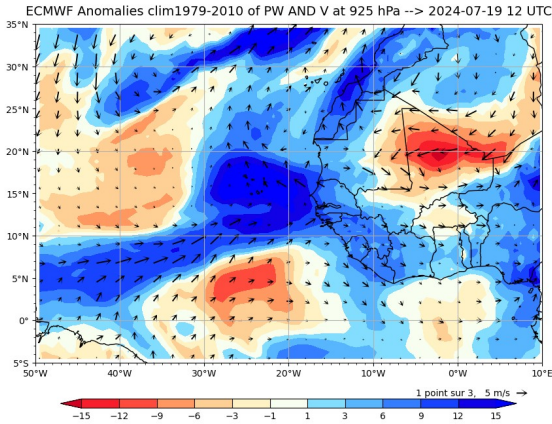 ECMWF Anomalies clim1979-2010 of PW AND V at 925 hPa --> 2024-07-19 12 UTC
35°N
30°N
25°N
20°N
15°N
10°N
5°N
0°
5°S
50°W 40°W 30°W 20°W 10°W 0°W 10°E
1 point sur 3, 5 m/s
−15 −12 −9 −6 −3 −1 1 3 6 9 12 15